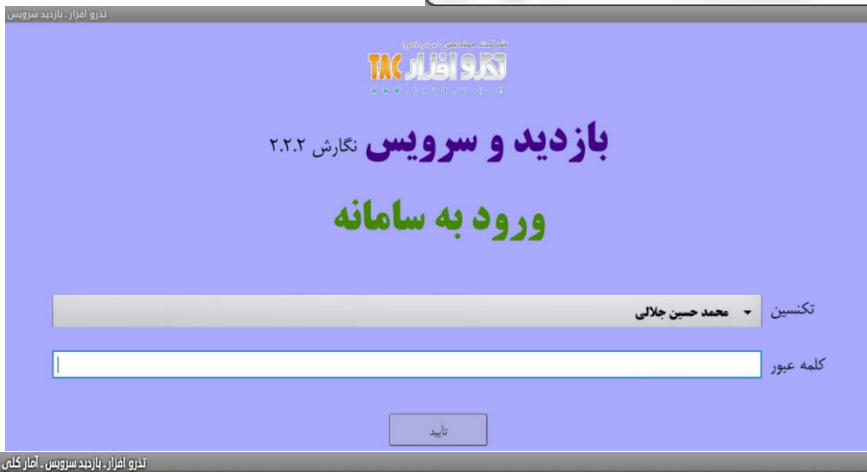 تذرو افزار ـ بازدید سرویس
تذرو افزار TAC
بازدید و سرویس نگارش ۲.۲.۲
ورود به سامانه
تکنسین محمد حسین جلالی
کلمه عبور
تأیید
تذرو افزار ـ بازدید سرویس ـ آمار کلی